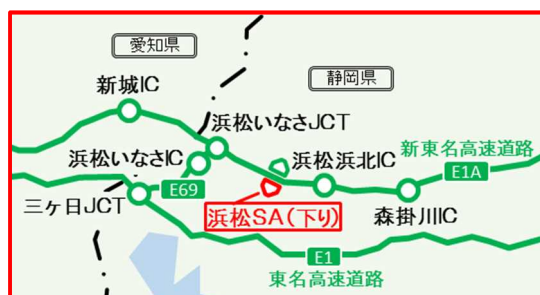 愛知県
静岡県
新城IC
浜松いなさJCT
新東名高速道路
浜松いなさIC
浜松浜北IC
E1A
E69
三ヶ日JCT
浜松SA(下り)
森掛川IC
E1
東名高速道路